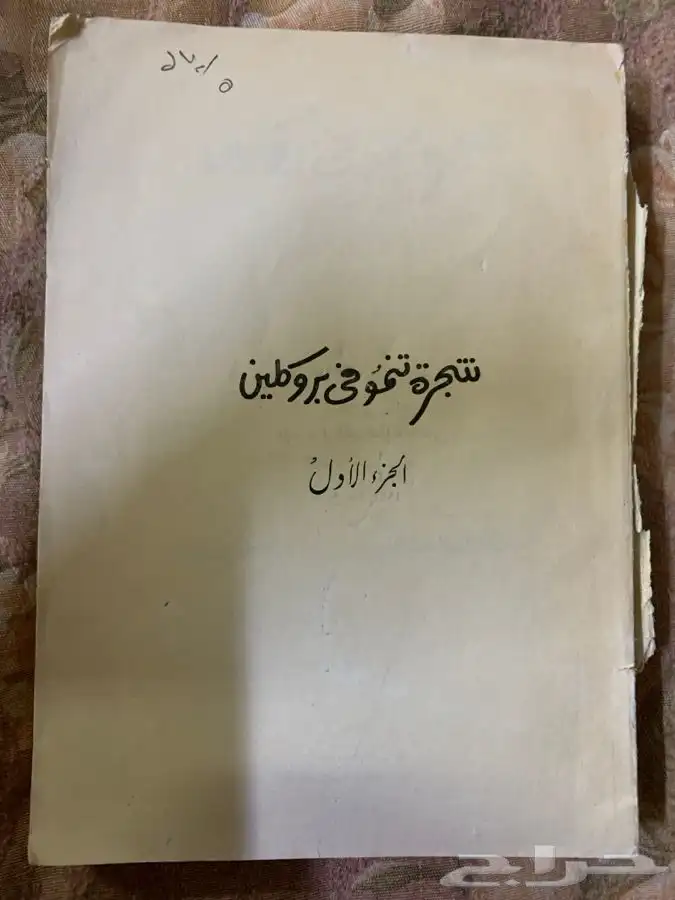 شجرة تنمو في بروكلين
الجزء الأول
حراج